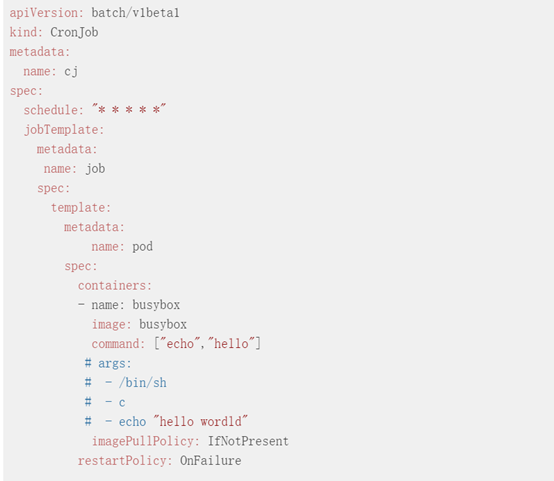 apiVersion: batch/v1beta1
kind: CronJob
metadata:
  name: cj
spec:
  schedule: "* * * * *"
  jobTemplate:
    metadata:
     name: job
    spec:
      template:
        metadata:
            name: pod
        spec:
          containers:
          - name: busybox
            image: busybox
            command: ["echo","hello"]
           # args:
           #  - /bin/sh
           #  - c
           #  - echo "hello wordld"
            imagePullPolicy: IfNotPresent
          restartPolicy: OnFailure